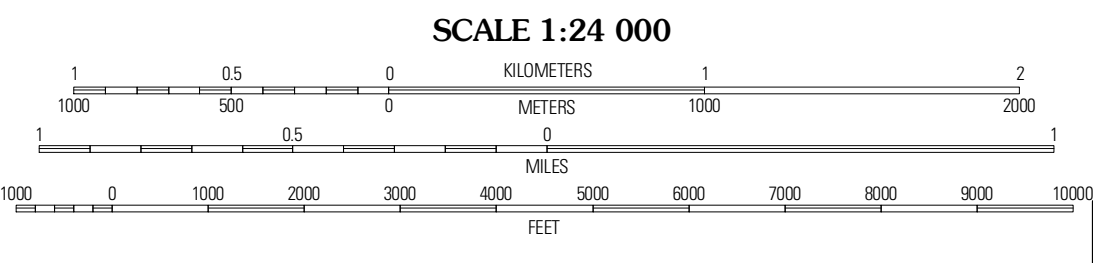 SCALE 1:24 000
1 0.5 0 KILOMETERS 1 2
1000 500 0 METERS 1000 2000
1 0.5 0 1
MILES
1000 0 1000 2000 3000 4000 5000 6000 7000 8000 9000 10000
FEET